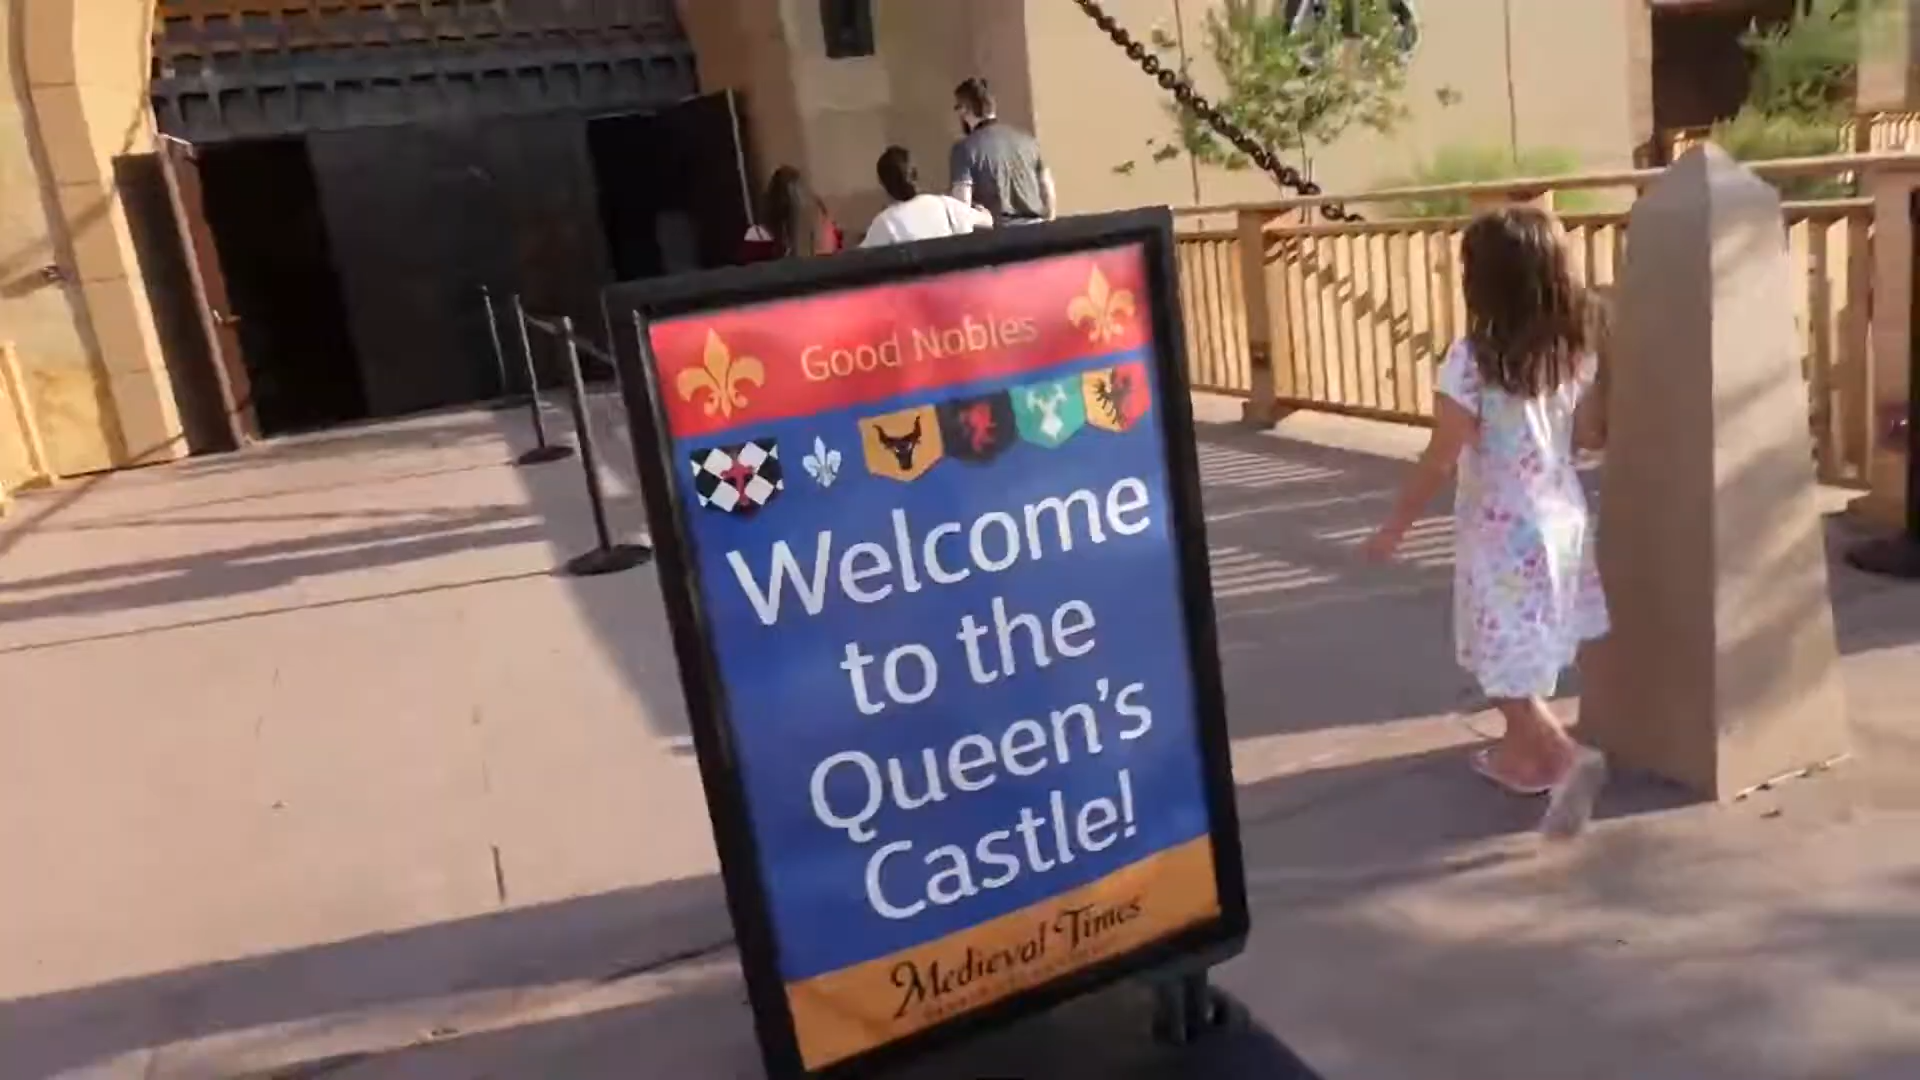 Good Nobles
Welcome
to the
Queen's
Castle!
Medieval Times